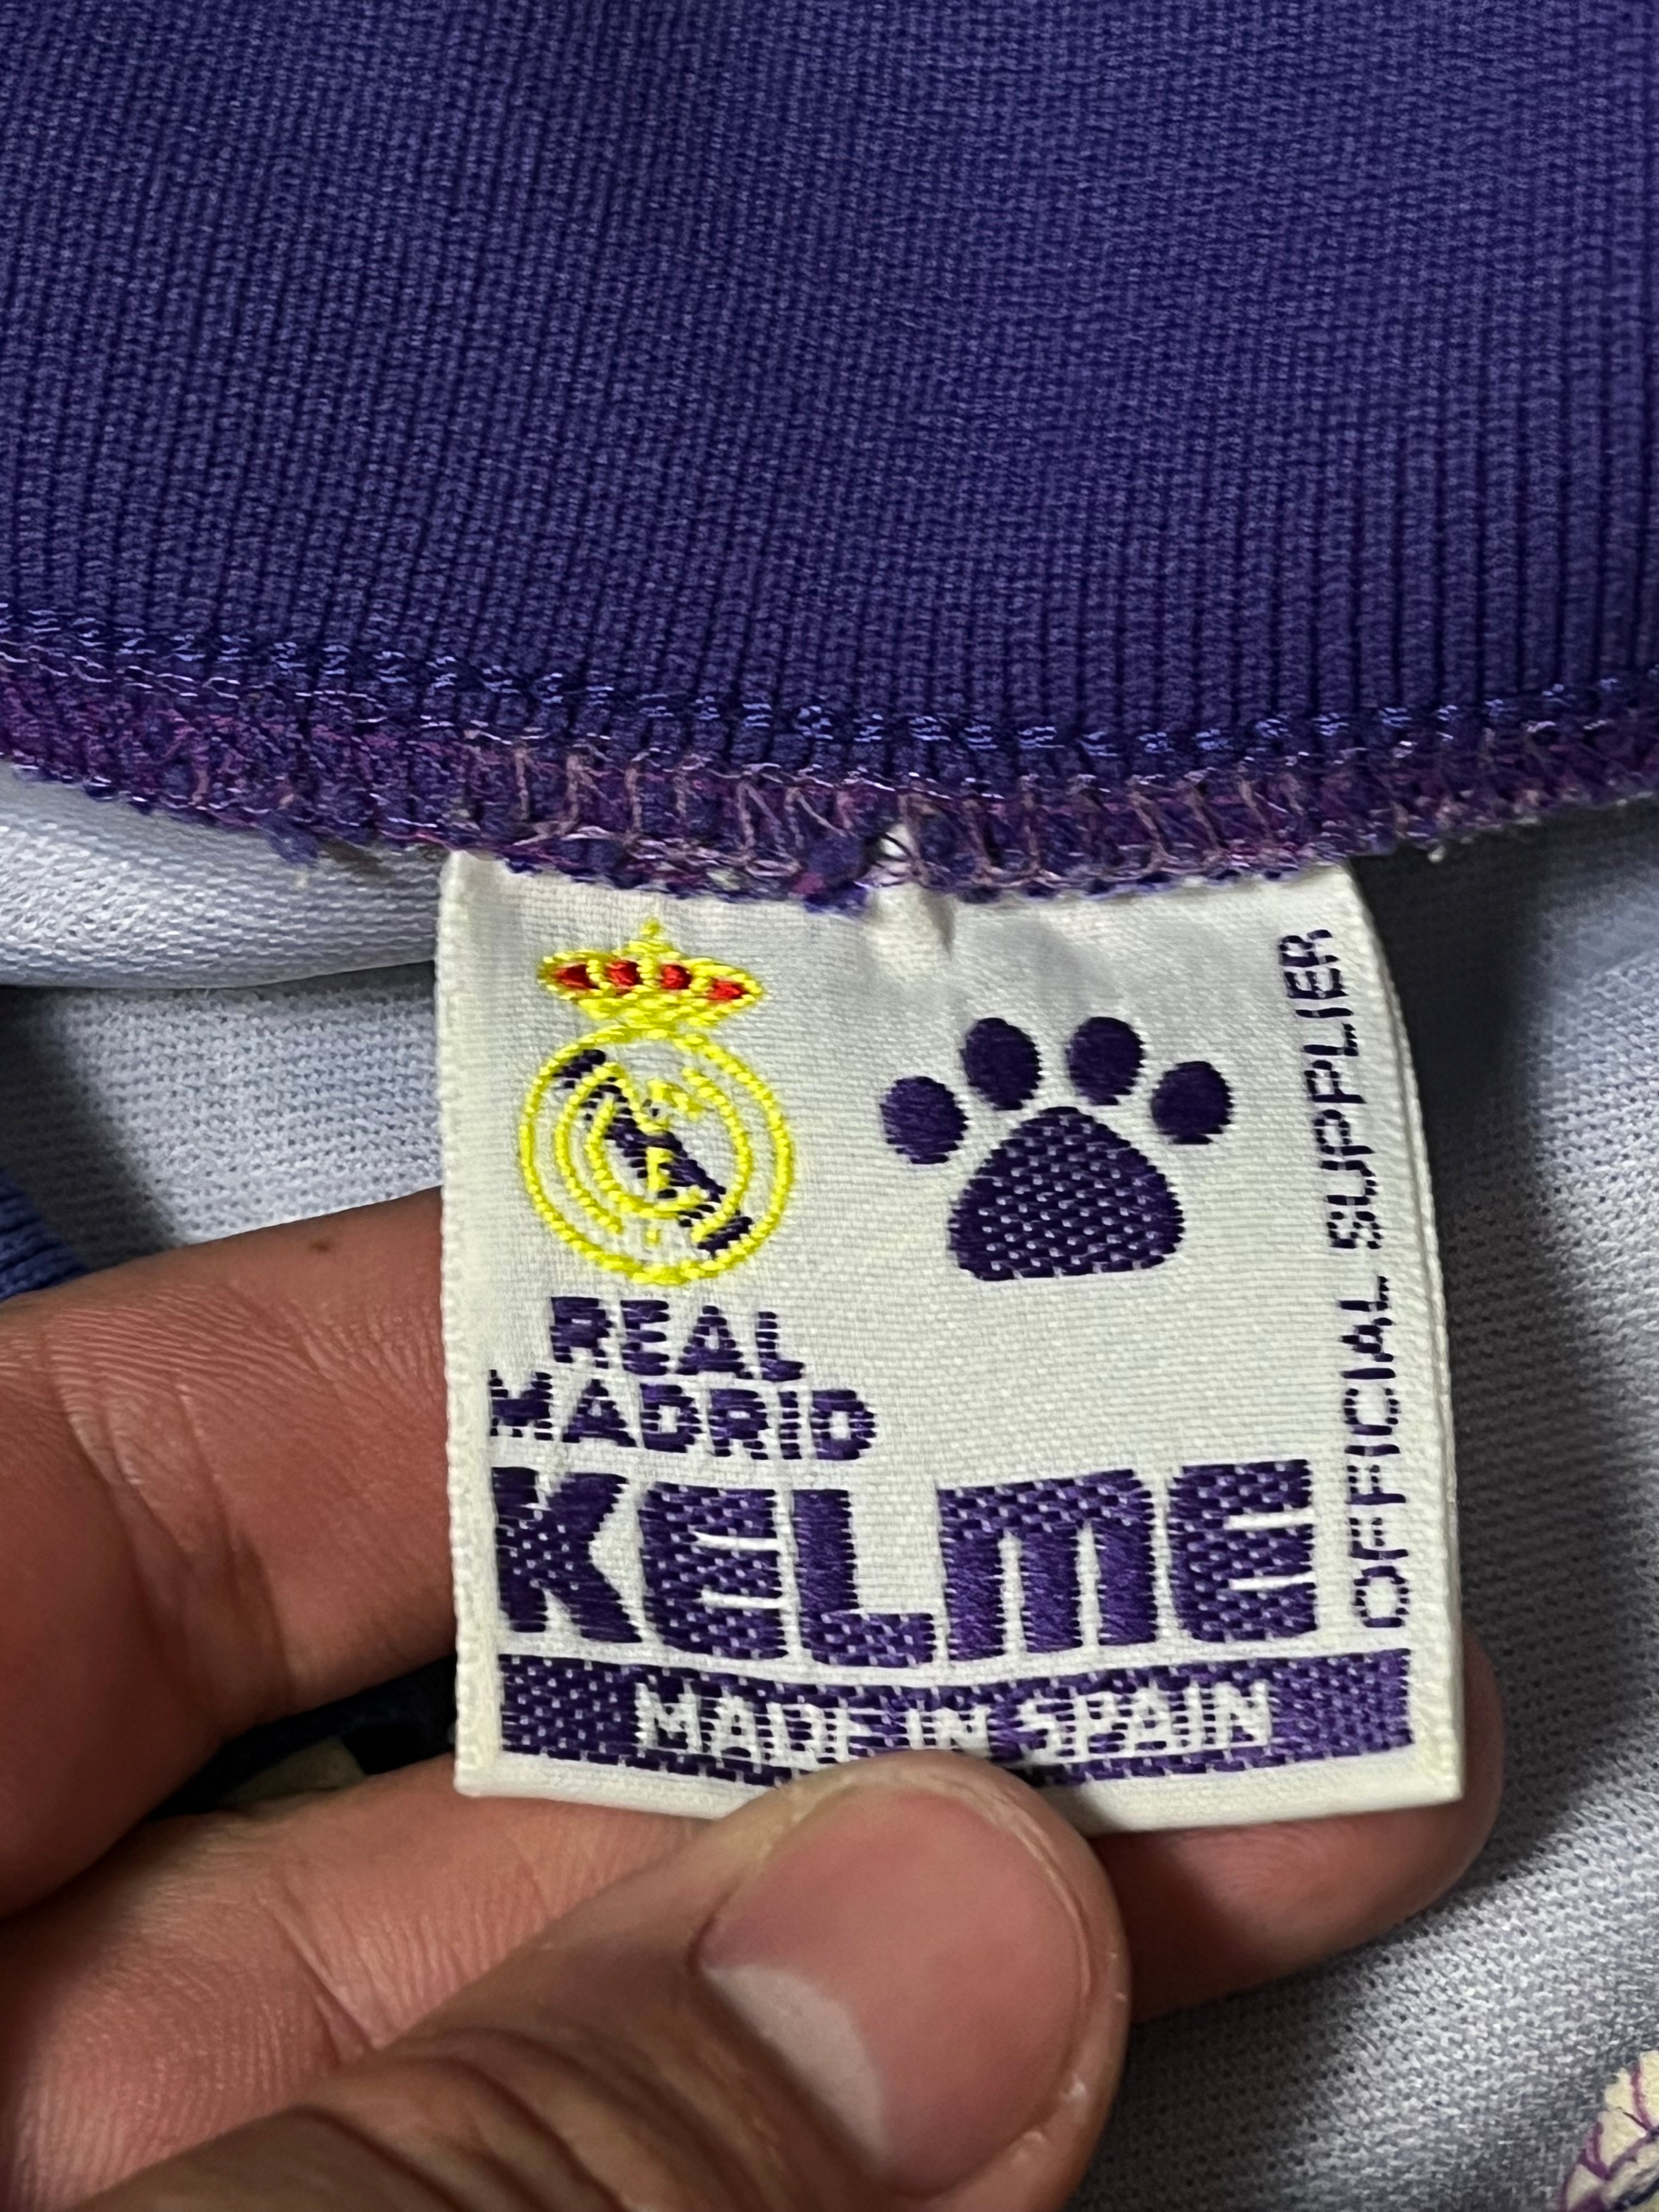 REAL
MADRID
KELME
MADE IN SPAIN
OFFICIAL SUPPLIER